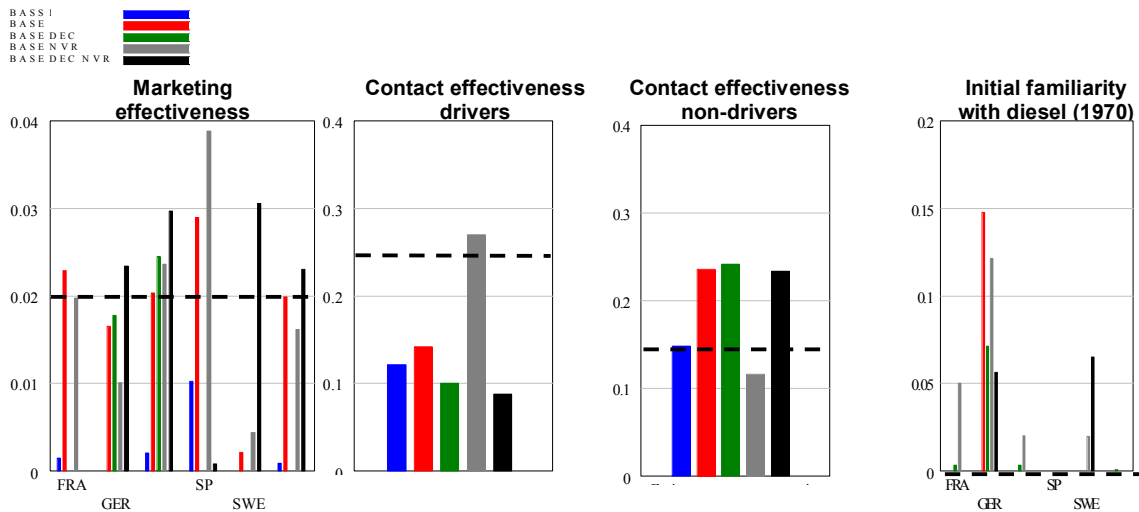 BASS 1
BASE
BASE DEC
BASE NVR
BASE DEC NVR
Marketing
effectiveness
0.04
0.03
0.02
0.01
0
FRA
GER
SP
SWE
Contact effectiveness
drivers
0.4
0.3
0.2
0.1
0
Contact effectiveness
non-drivers
0.4
0.3
0.2
0.1
0
Initial familiarity
with diesel (1970)
0.2
0.15
0.1
0.05
0
FRA
GER
SP
SWE